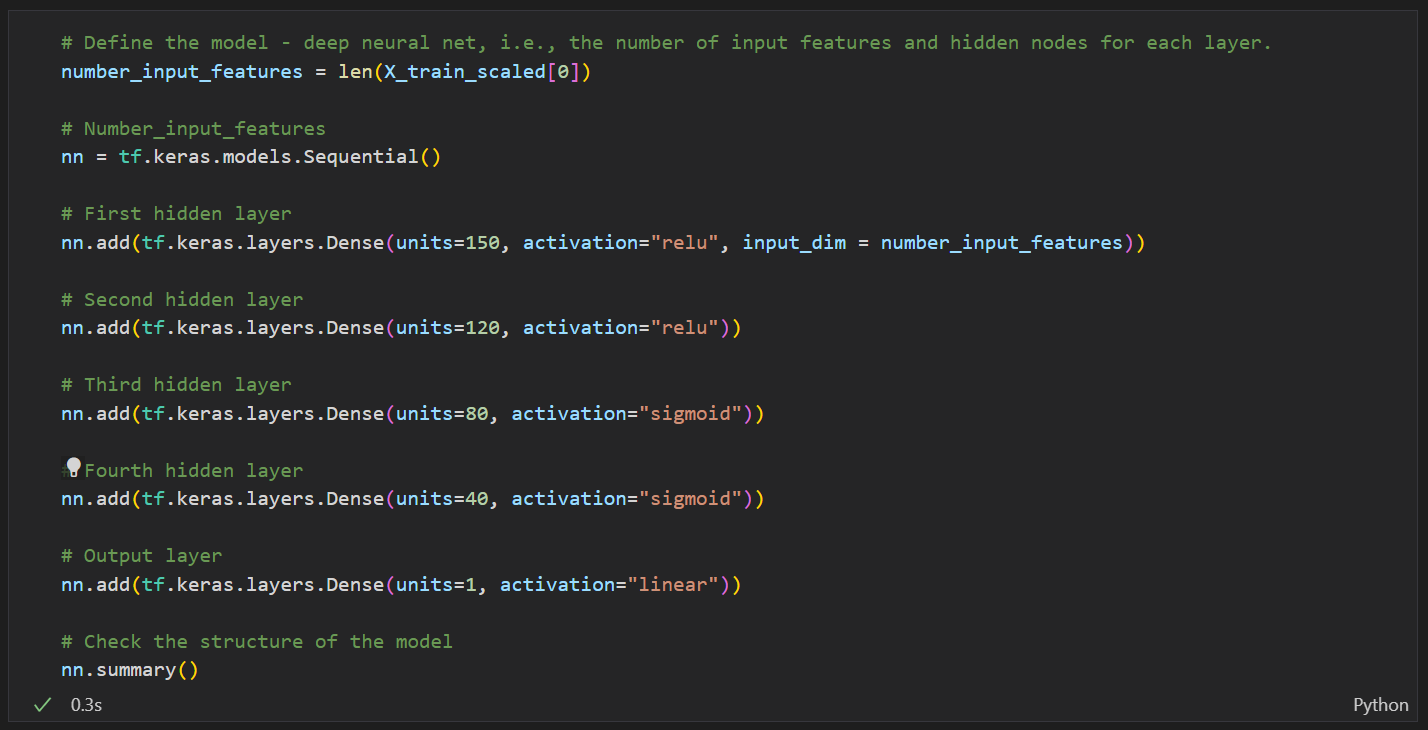 # Define the model - deep neural net, i.e., the number of input features and hidden nodes for each layer.
number_input_features = len(X_train_scaled[0])
# Number_input_features
nn = tf.keras.models.Sequential()
# First hidden layer
nn.add(tf.keras.layers.Dense(units=150, activation="relu", input_dim = number_input_features))
# Second hidden layer
nn.add(tf.keras.layers.Dense(units=120, activation="relu"))
# Third hidden layer
nn.add(tf.keras.layers.Dense(units=80, activation="sigmoid"))
# Fourth hidden layer
nn.add(tf.keras.layers.Dense(units=40, activation="sigmoid"))
# Output layer
nn.add(tf.keras.layers.Dense(units=1, activation="linear"))
# Check the structure of the model
nn.summary()
0.3s Python